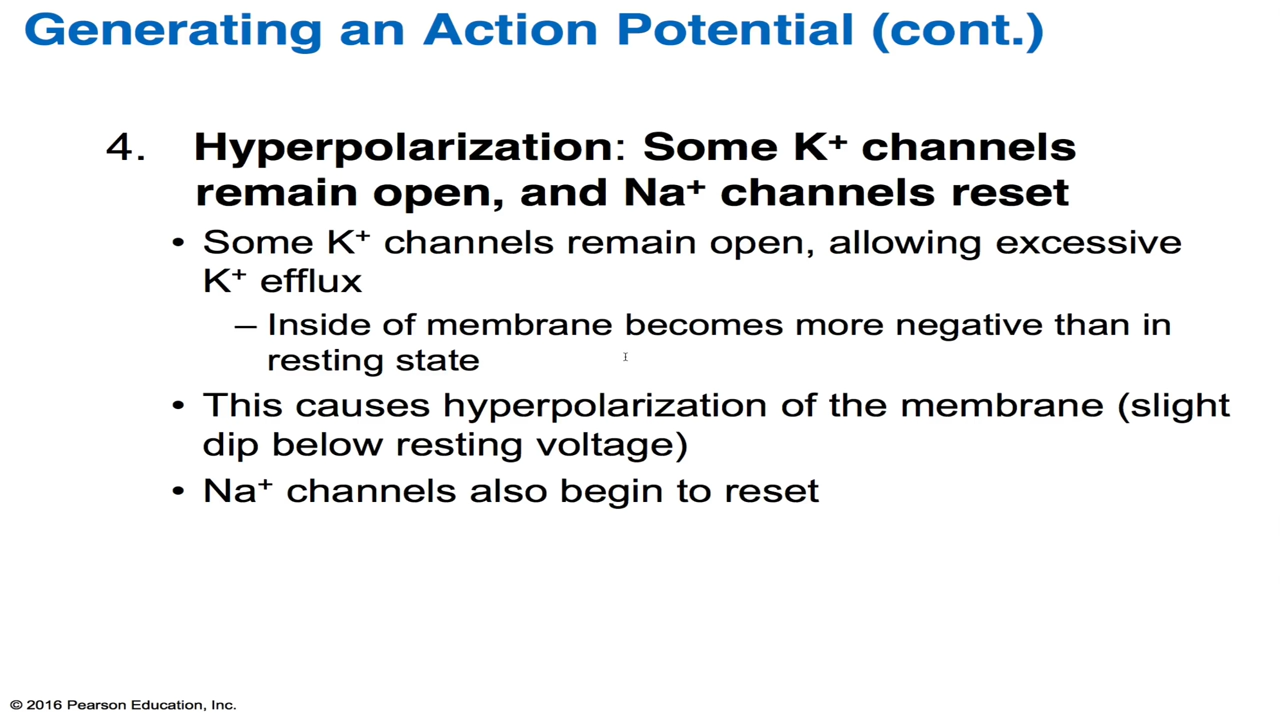 Generating an Action Potential (cont.)
4. Hyperpolarization: Some K⁺ channels
remain open, and Na⁺ channels reset
• Some K⁺ channels remain open, allowing excessive
K⁺ efflux
– Inside of membrane becomes more negative than in
resting state
• This causes hyperpolarization of the membrane (slight
dip below resting voltage)
• Na⁺ channels also begin to reset
© 2016 Pearson Education, Inc.